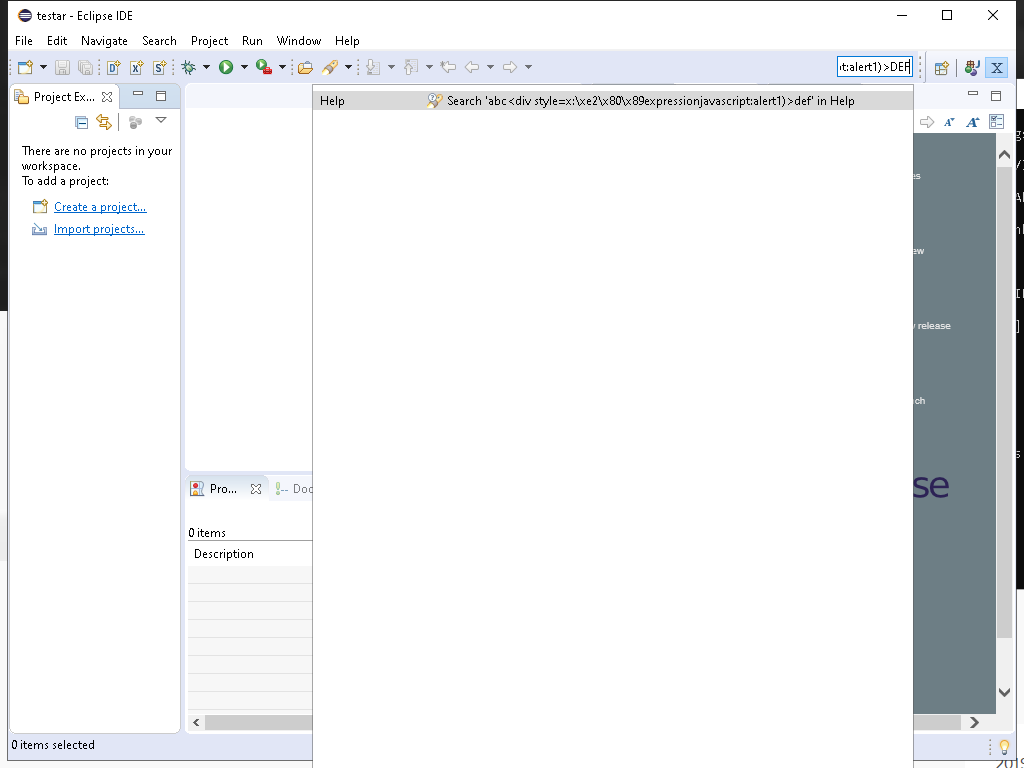 testar - Eclipse IDE
File Edit Navigate Search Project Run Window Help
t:alert1)>DEF
Project Ex...
Help Search 'abc<div style=x:\xe2\x80\x89expressionjavascript:alert1)>def' in Help
There are no projects in your
workspace.
To add a project:
Create a project...
Import projects...
es
ew
release
ch
se
Pro... Doc
0 items
Description
0 items selected
2019